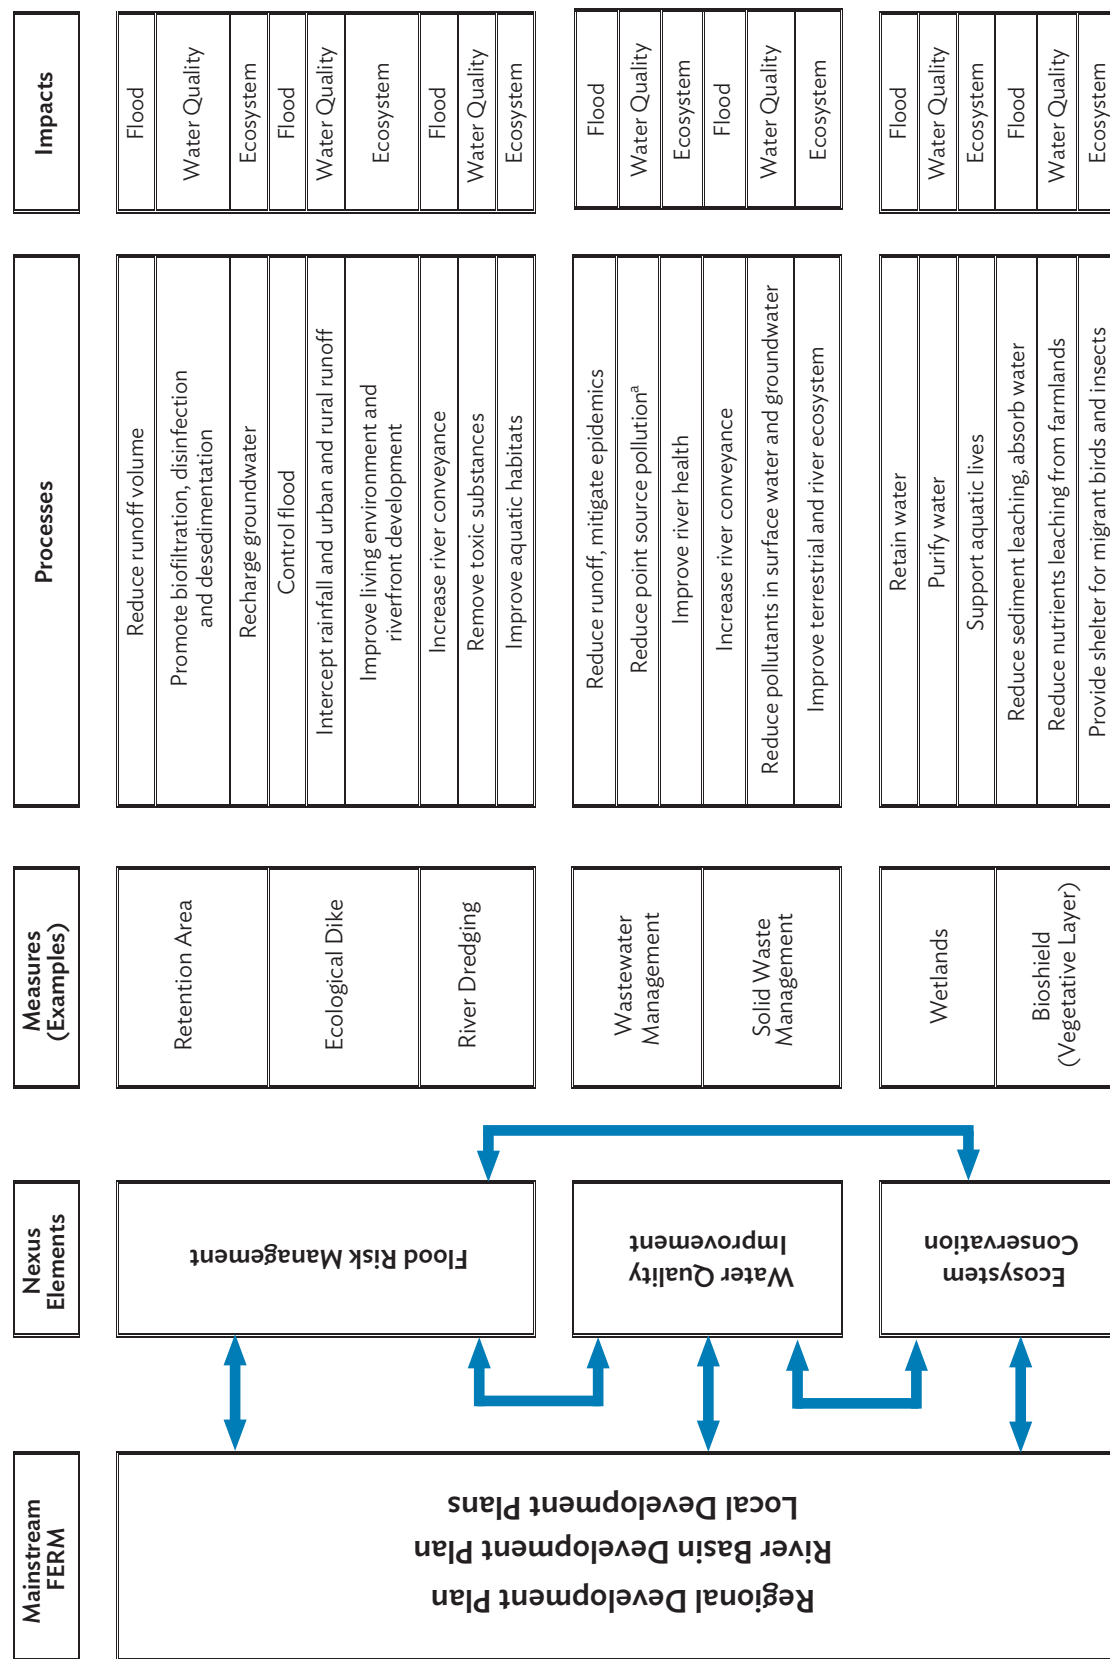 Mainstream
FERM
Nexus
Elements
Measures
(Examples)
Processes
Impacts
Regional Development Plan
River Basin Development Plan
Local Development Plans
Flood Risk Management
Retention Area
Reduce runoff volume
Flood
Promote biofiltration, disinfection
and desedimentation
Water Quality
Recharge groundwater
Ecosystem
Ecological Dike
Control flood
Flood
Intercept rainfall and urban and rural runoff
Water Quality
Improve living environment and
riverfront development
Ecosystem
River Dredging
Increase river conveyance
Flood
Remove toxic substances
Water Quality
Improve aquatic habitats
Ecosystem
Water Quality
Improvement
Wastewater
Management
Reduce runoff, mitigate epidemics
Flood
Reduce point source pollutionᵃ
Water Quality
Improve river health
Ecosystem
Solid Waste
Management
Increase river conveyance
Flood
Reduce pollutants in surface water and groundwater
Water Quality
Improve terrestrial and river ecosystem
Ecosystem
Ecosystem
Conservation
Wetlands
Retain water
Flood
Purify water
Water Quality
Support aquatic lives
Ecosystem
Bioshield
(Vegetative Layer)
Reduce sediment leaching, absorb water
Flood
Reduce nutrients leaching from farmlands
Water Quality
Provide shelter for migrant birds and insects
Ecosystem